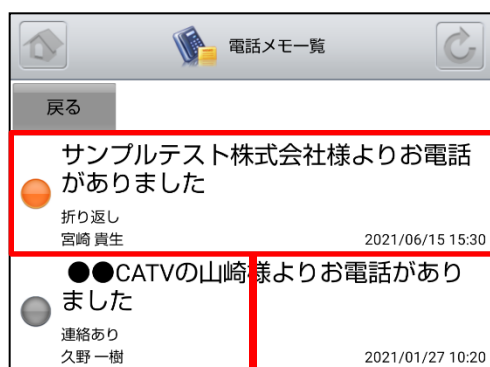 電話メモ一覧
戻る
サンプルテスト株式会社様よりお電話
がありました
折り返し
宮崎 貴生
2021/06/15 15:30
●●CATVの山崎様よりお電話があり
ました
連絡あり
久野 一樹
2021/01/27 10:20